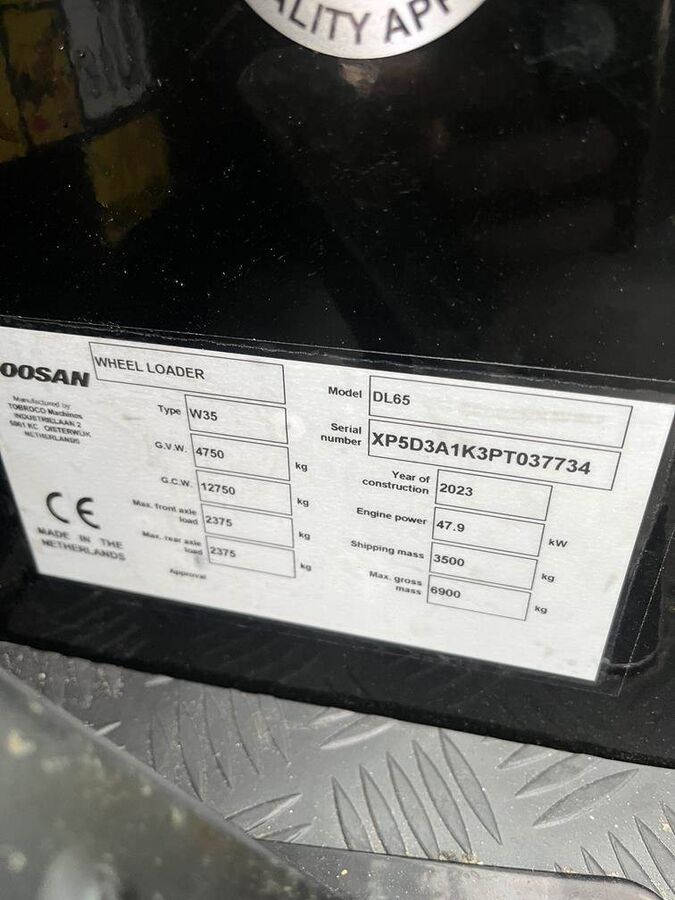 ALITY APP
OOSAN
WHEEL LOADER
Manufactured by
TOBROCO Machines
INDUSTRIELAAN 2
5061 KC OISTERWIJK
NETHERLANDS
Type W35
G.V.W. 4750 kg
G.C.W. 12750 kg
Max. front axle
load 2375 kg
Max. rear axle
load 2375 kg
Approval
CE
MADE IN THE
NETHERLANDS
Model DL65
Serial
number XP5D3A1K3PT037734
Year of
construction 2023
Engine power 47.9 kW
Shipping mass 3500 kg
Max. gross
mass 6900 kg